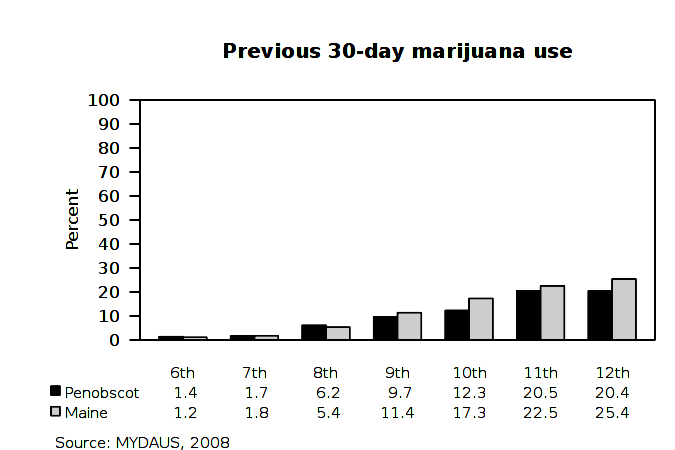 Previous 30-day marijuana use
100
90
80
70
60
50
40
30
20
10
0
Percent
6th 7th 8th 9th 10th 11th 12th
Penobscot 1.4 1.7 6.2 9.7 12.3 20.5 20.4
Maine 1.2 1.8 5.4 11.4 17.3 22.5 25.4
Source: MYDAUS, 2008